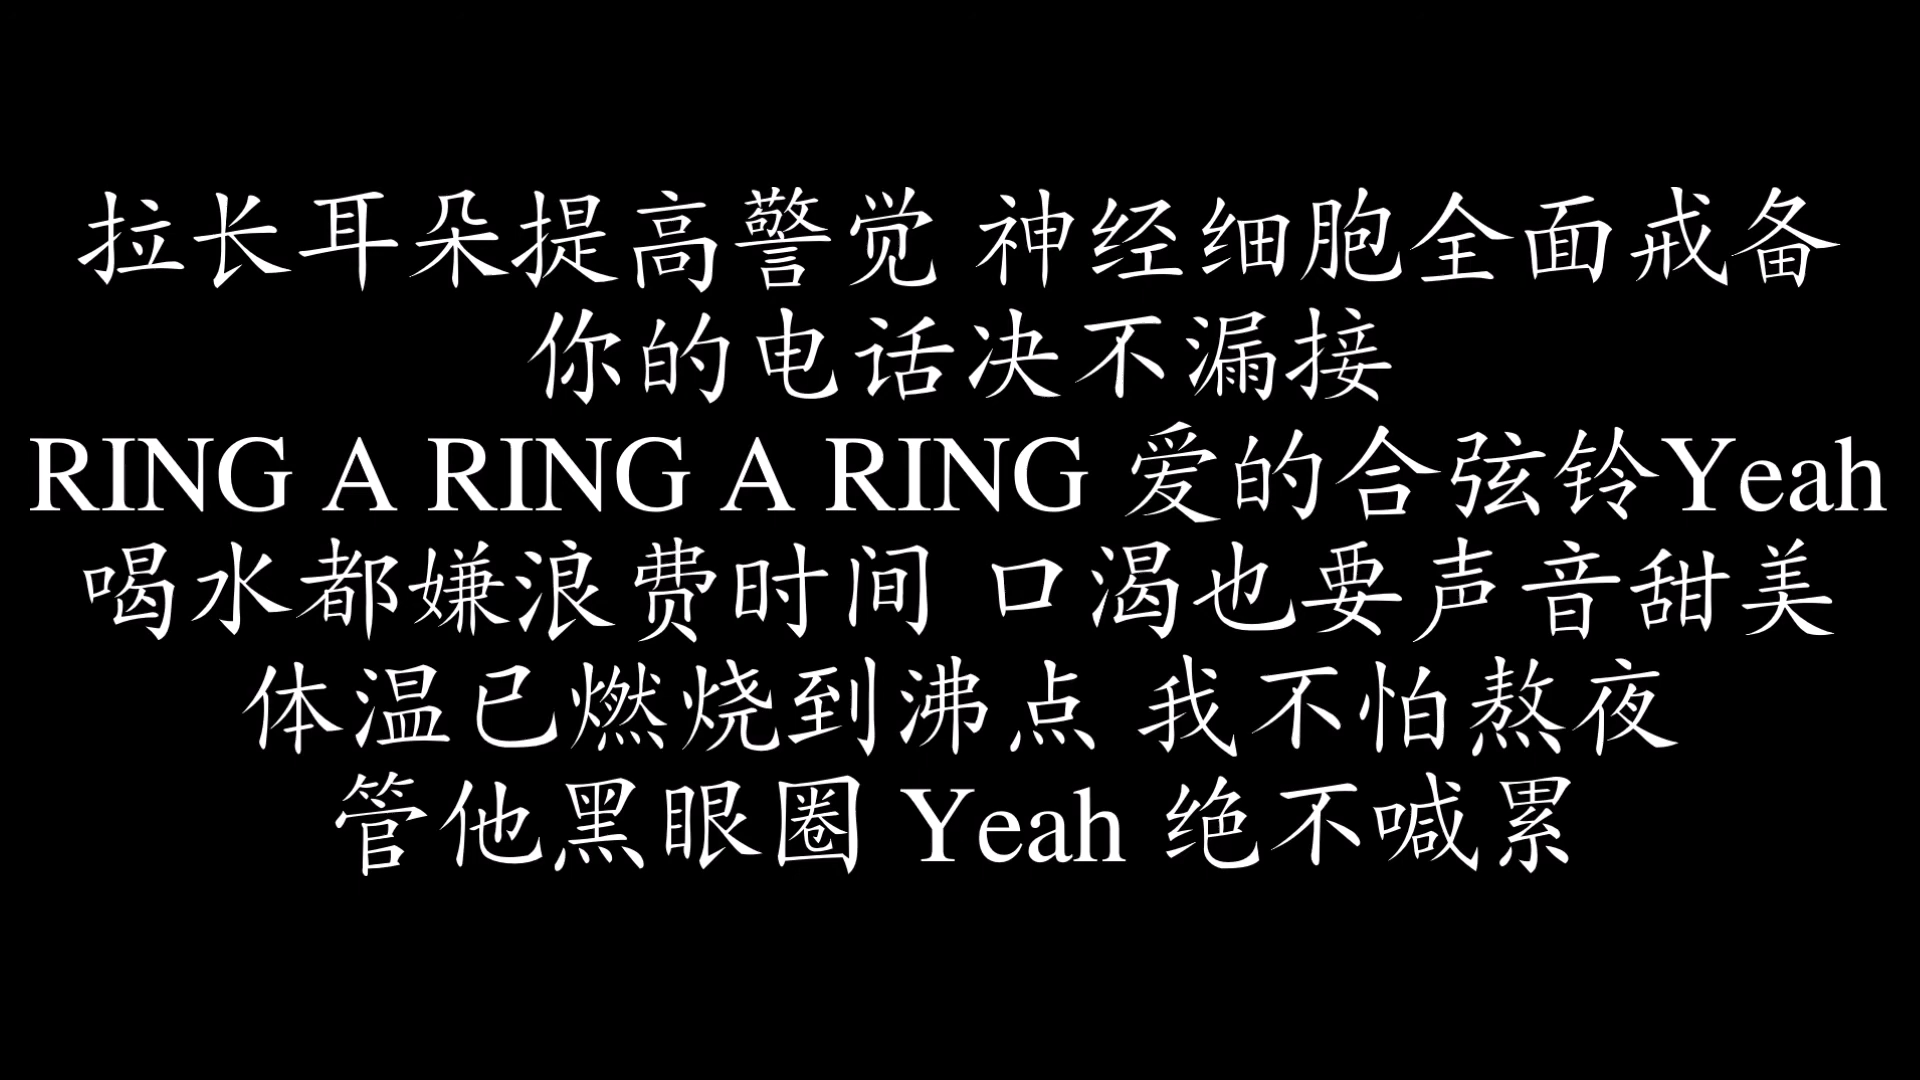 拉长耳朵提高警觉 神经细胞全面戒备
你的电话决不漏接
RING A RING A RING 爱的合弦铃Yeah
喝水都嫌浪费时间 口渴也要声音甜美
体温已燃烧到沸点 我不怕熬夜
管他黑眼圈 Yeah 绝不喊累